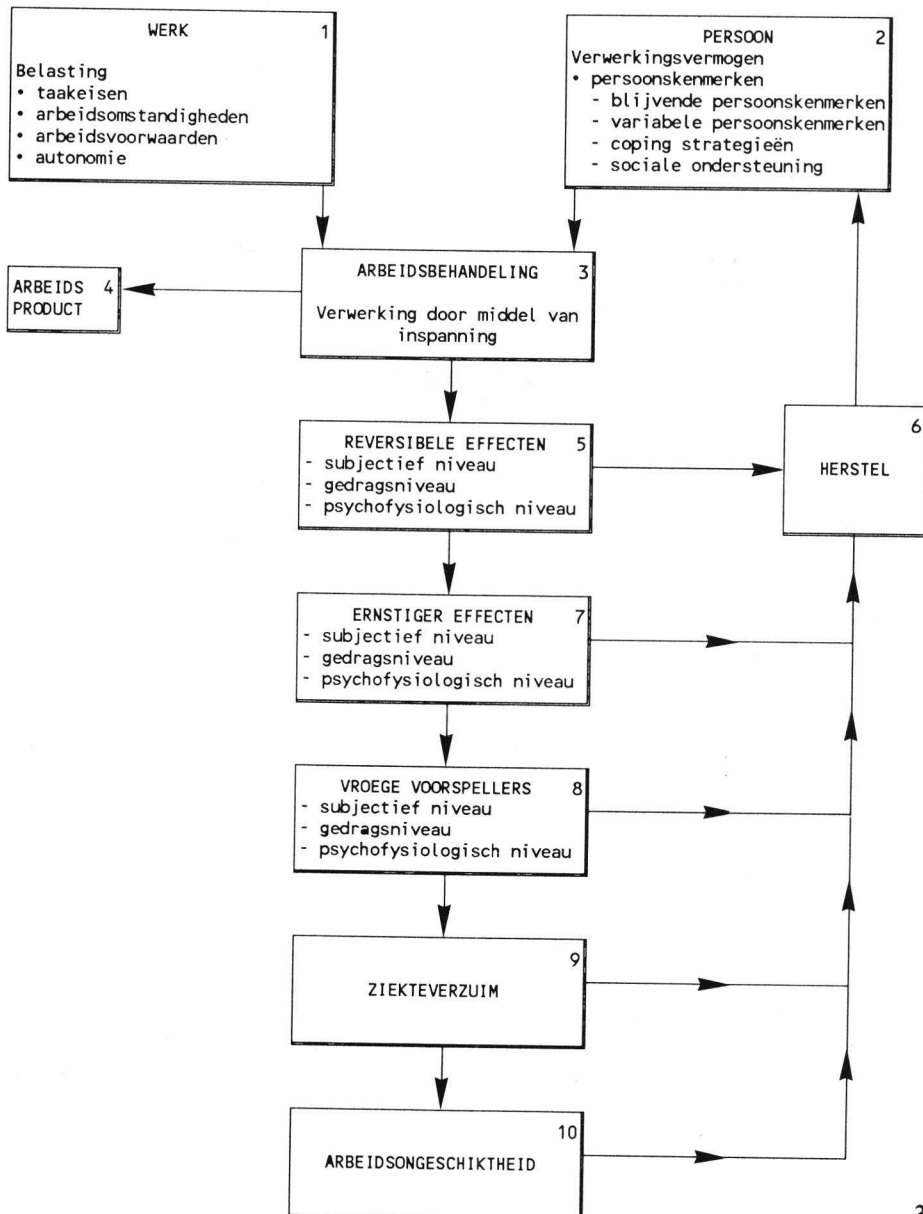 WERK 1
Belasting
• taakeisen
• arbeidsomstandigheden
• arbeidsvoorwaarden
• autonomie
PERSOON 2
Verwerkingsvermogen
• persoonskenmerken
- blijvende persoonskenmerken
- variabele persoonskenmerken
- coping strategieën
- sociale ondersteuning
ARBEIDSBEHANDELING 3
Verwerking door middel van
inspanning
ARBEIDS 4
PRODUCT
REVERSIBELE EFFECTEN 5
- subjectief niveau
- gedragsniveau
- psychofysiologisch niveau
6
HERSTEL
ERNSTIGER EFFECTEN 7
- subjectief niveau
- gedragsniveau
- psychofysiologisch niveau
VROEGE VOORSPELLERS 8
- subjectief niveau
- gedragsniveau
- psychofysiologisch niveau
9
ZIEKTEVERZUIM
10
ARBEIDSONGESCHIKTHEID